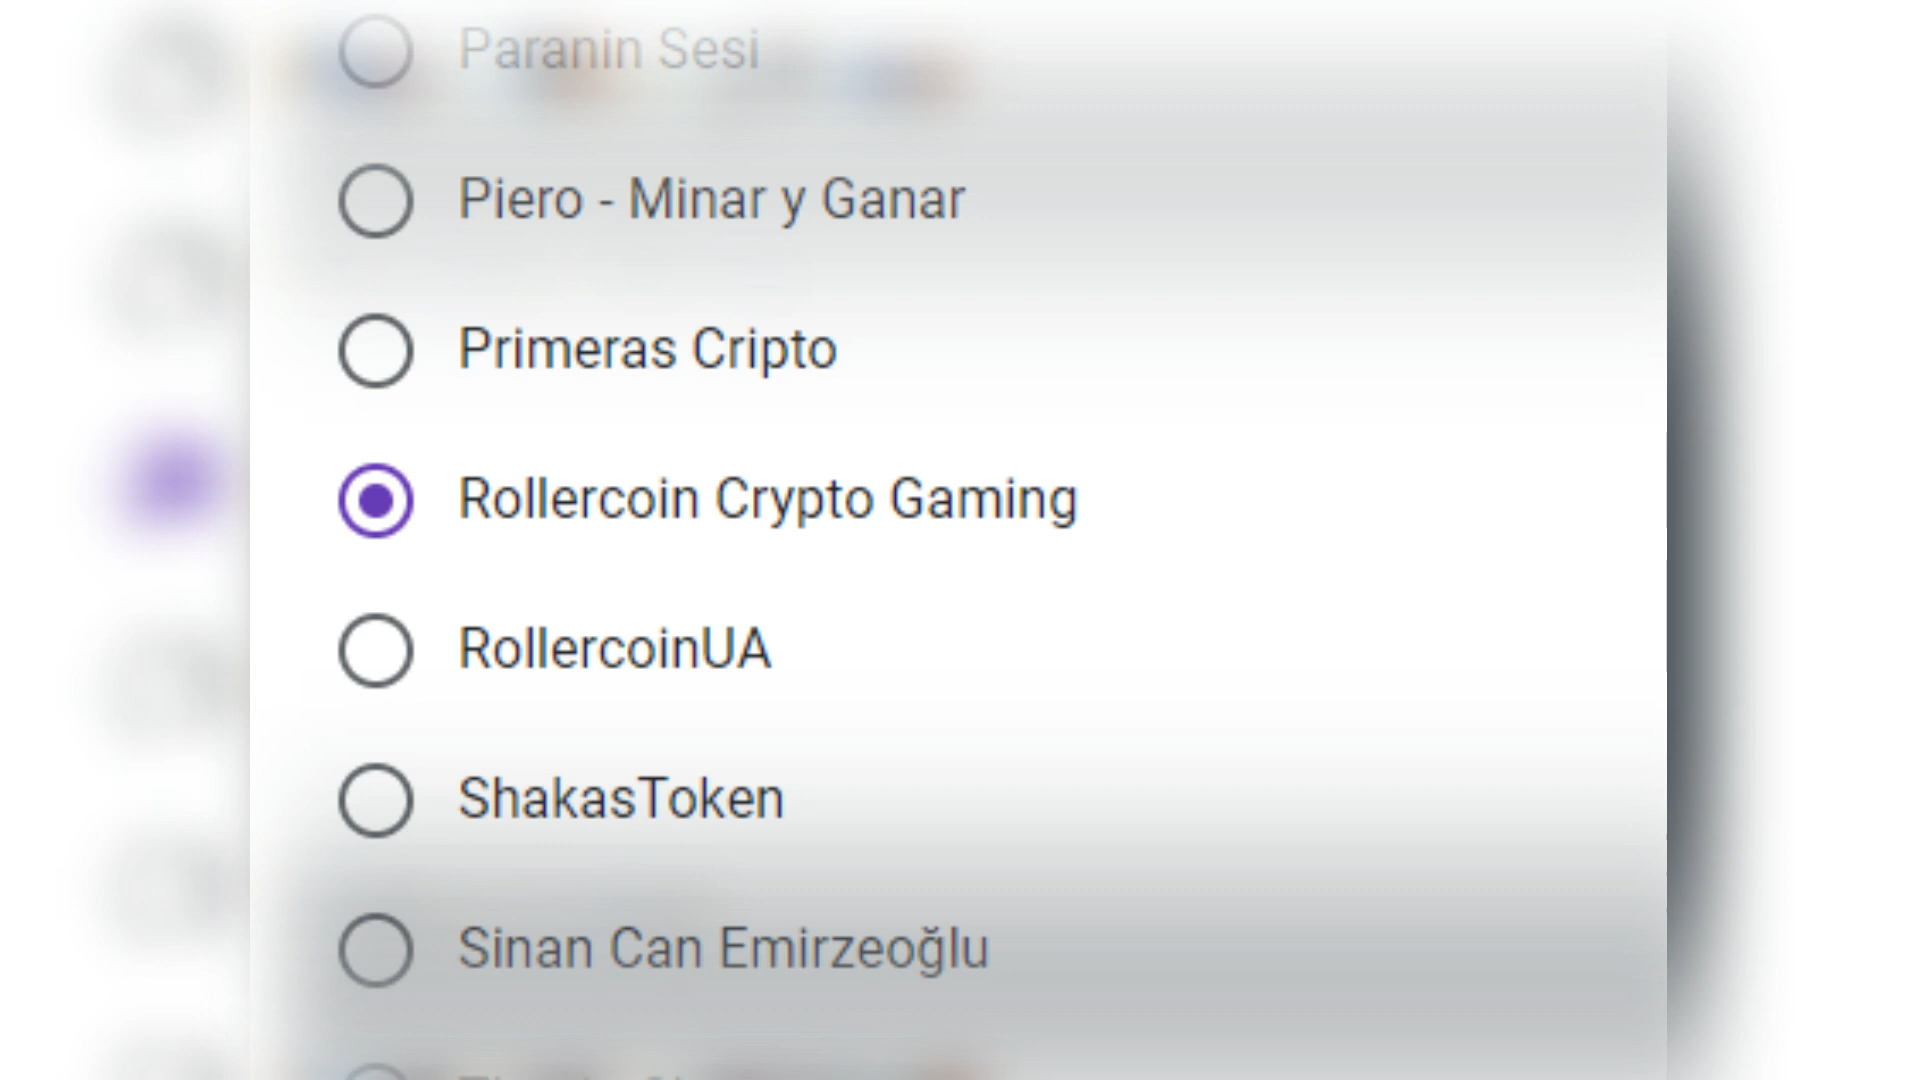 Paranin Sesi
Piero - Minar y Ganar
Primeras Cripto
Rollercoin Crypto Gaming
RollercoinUA
ShakasToken
Sinan Can Emirzeoğlu